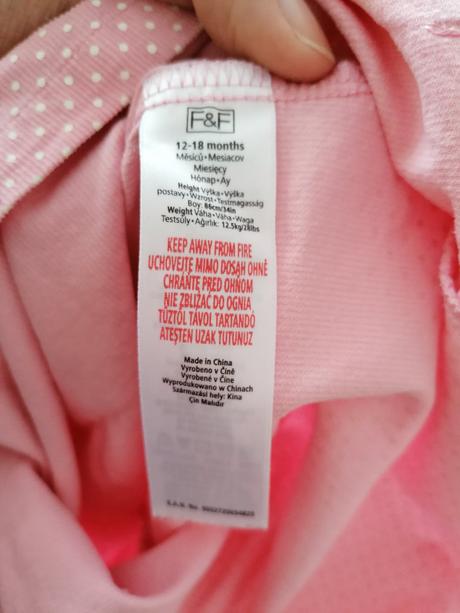 F&F
12-18 months
Měsíců•Mesiacov
Miesięcy
Hónap•Ay
Height Výška•Výška
postavy•Wzrost•Testmagasság
Boy: 86cm/34in
Weight Váha•Váha•Waga
Testsúly•Ağırlık: 12.5kg/28lbs
KEEP AWAY FROM FIRE
UCHOVEJTE MIMO DOSAH OHNĚ
CHRÁŇTE PRED OHŇOM
NIE ZBLIŻAĆ DO OGNIA
TŰZTŐL TÁVOL TARTANDÓ
ATEŞTEN UZAK TUTUNUZ
Made in China
Vyrobeno v Číně
Vyrobené v Číne
Wyprodukowano w Chinach
Származási hely: Kína
Çin Malıdır
E.A.N. No.